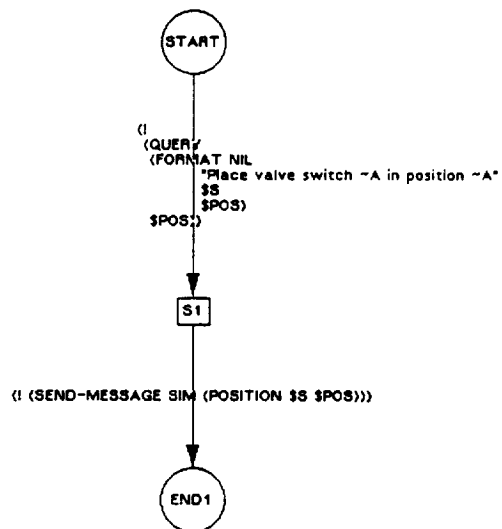 START
(!
(QUERY
(FORMAT NIL
"Place valve switch ~A in position ~A"
$S
$POS)
$POS))
S1
(! (SEND-MESSAGE SIM (POSITION $S $POS)))
END1